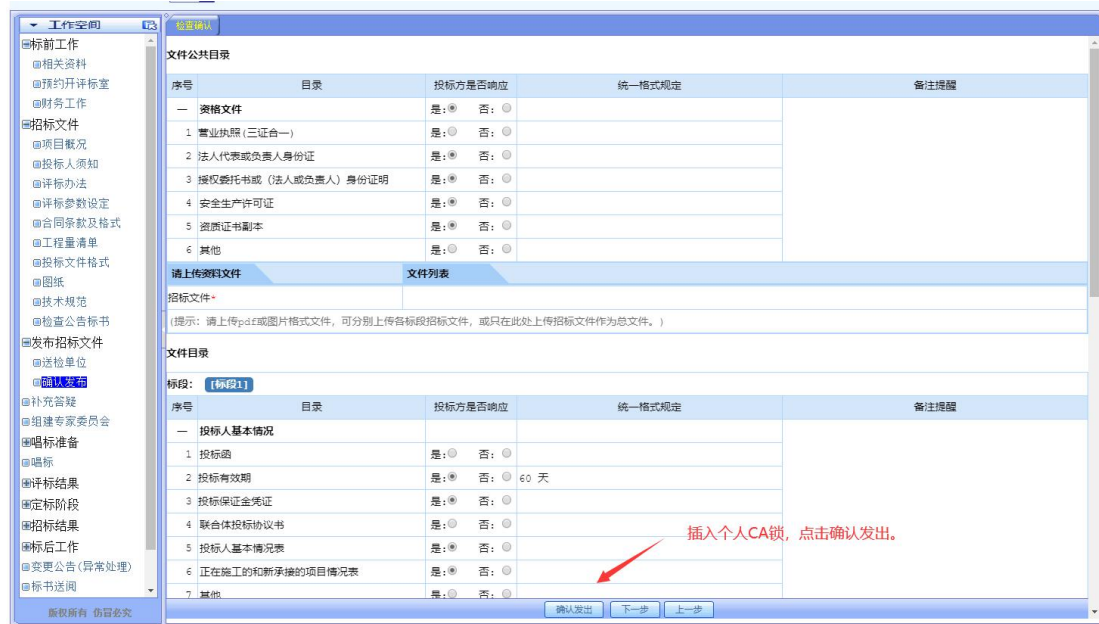 工作空间
标前工作
相关资料
预约开评标室
财务工作
招标文件
项目概况
投标人须知
评标办法
评标参数设定
合同条款及格式
工程量清单
投标文件格式
图纸
技术规范
检查公告标书
发布招标文件
送检单位
确认发布
补充答疑
组建专家委员会
唱标准备
唱标
评标结果
定标阶段
招标结果
标后工作
变更公告(异常处理)
标书送阅
版权所有 仿冒必究
检查确认
文件公共目录
序号 目录 投标方是否响应 统一格式规定 备注提醒
一 资格文件 是: 否:
1 营业执照(三证合一) 是: 否:
2 法人代表或负责人身份证 是: 否:
3 授权委托书或（法人或负责人）身份证明 是: 否:
4 安全生产许可证 是: 否:
5 资质证书副本 是: 否:
6 其他 是: 否:
请上传资料文件 文件列表
招标文件*
(提示: 请上传pdf或图片格式文件, 可分别上传各标段招标文件, 或只在此处上传招标文件作为总文件。)
文件目录
标段: [标段1]
序号 目录 投标方是否响应 统一格式规定 备注提醒
一 投标人基本情况
1 投标函 是: 否:
2 投标有效期 是: 否: 60 天
3 投标保证金凭证 是: 否:
4 联合体投标协议书 是: 否:
5 投标人基本情况表 是: 否:
6 正在施工的和新承接的项目情况表 是: 否:
7 其他 是: 否:
插入个人CA锁，点击确认发出。
确认发出 下一步 上一步